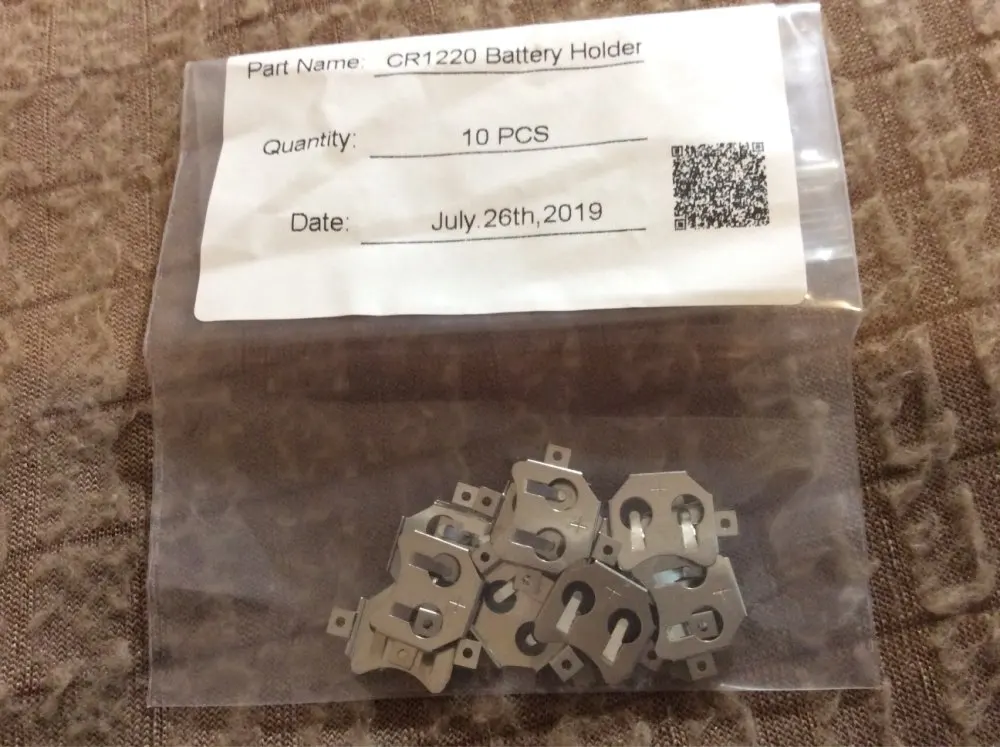 Part Name: CR1220 Battery Holder
Quantity: 10 PCS
Date: July.26th,2019